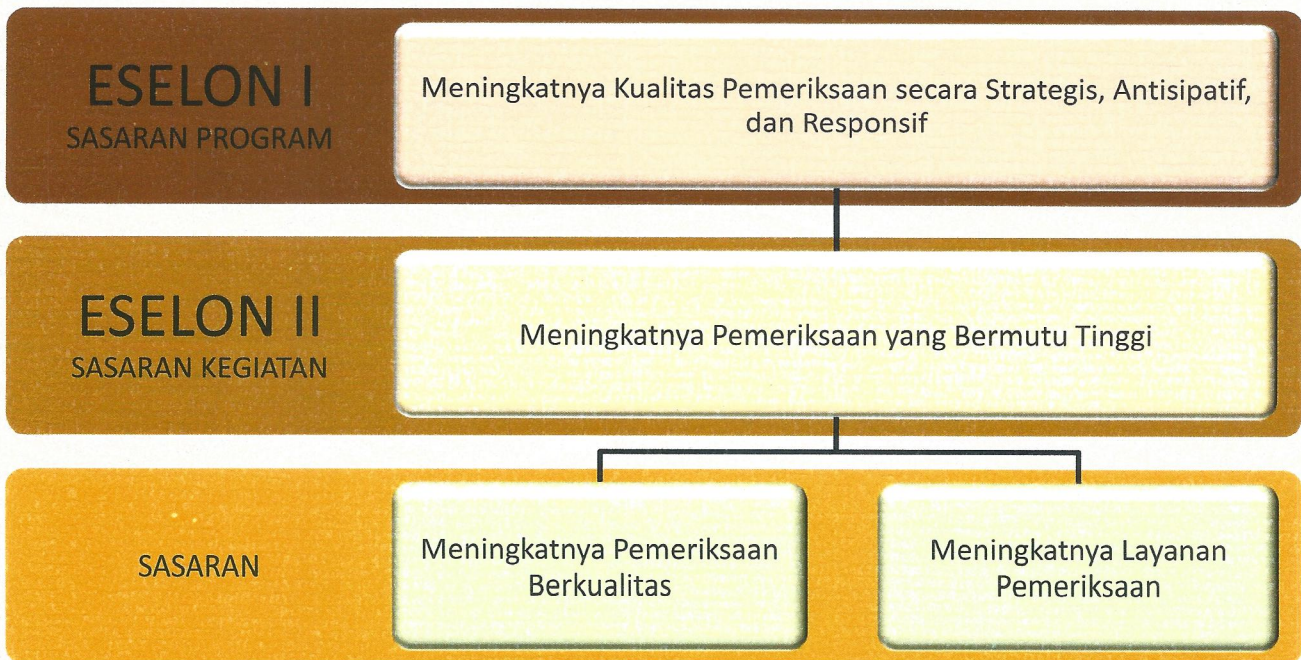 ESELON I
SASARAN PROGRAM
Meningkatnya Kualitas Pemeriksaan secara Strategis, Antisipatif,
dan Responsif
ESELON II
SASARAN KEGIATAN
Meningkatnya Pemeriksaan yang Bermutu Tinggi
SASARAN
Meningkatnya Pemeriksaan
Berkualitas
Meningkatnya Layanan
Pemeriksaan